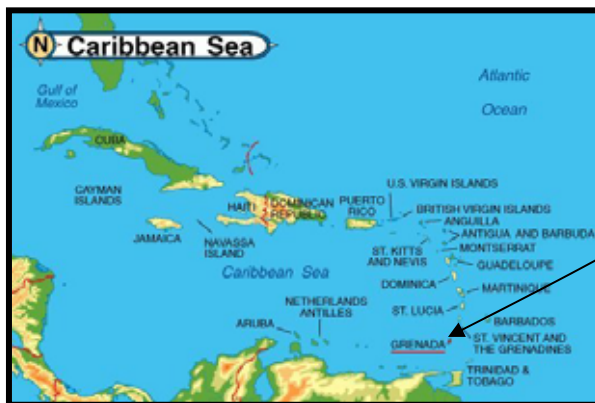 N Caribbean Sea
Gulf of
Mexico
Atlantic
Ocean
CUBA
CAYMAN
ISLANDS
JAMAICA
NAVASSA
ISLAND
HAITI
DOMINICAN
REPUBLIC
PUERTO
RICO
U.S. VIRGIN ISLANDS
BRITISH VIRGIN ISLANDS
ANGUILLA
ANTIGUA AND BARBUDA
ST. KITTS
AND NEVIS
MONTSERRAT
GUADELOUPE
Caribbean Sea
DOMINICA
MARTINIQUE
NETHERLANDS
ANTILLES
ST. LUCIA
ARUBA
BARBADOS
GRENADA
ST. VINCENT AND
THE GRENADINES
TRINIDAD &
TOBAGO